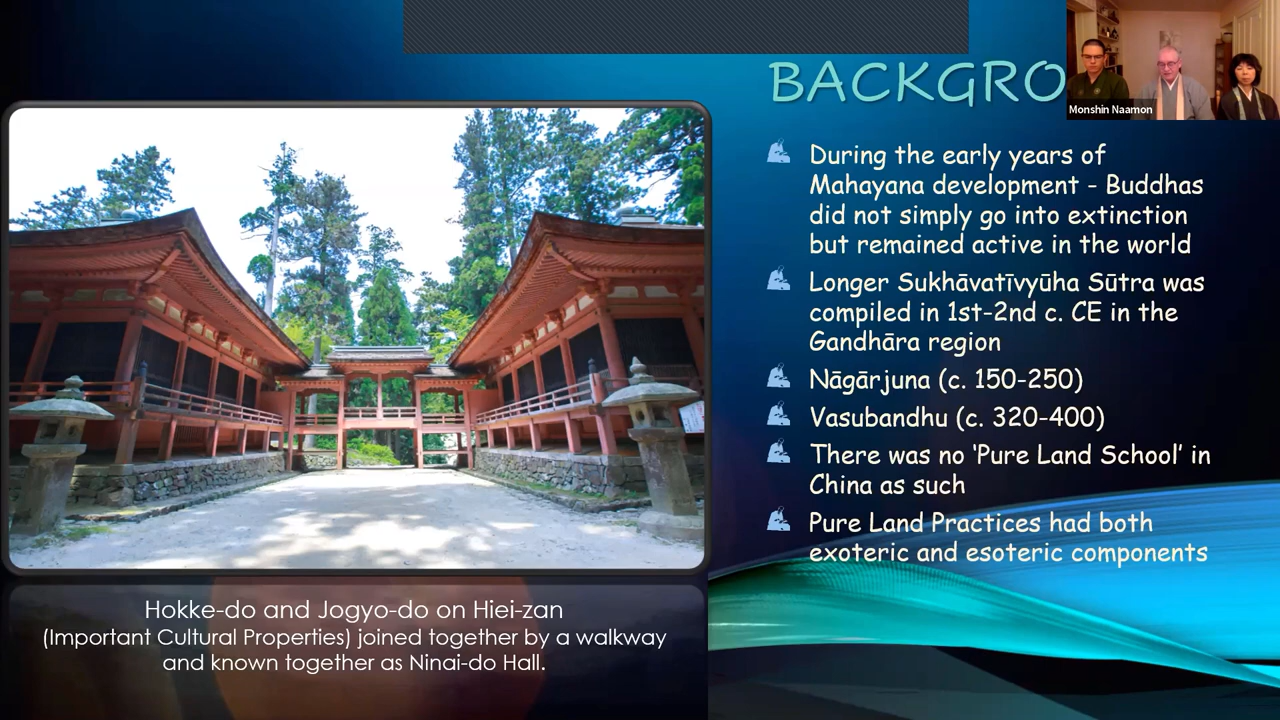 BACKGRO
Monshin Naamon
During the early years of
Mahayana development - Buddhas
did not simply go into extinction
but remained active in the world
Longer Sukhāvatīvyūha Sūtra was
compiled in 1st-2nd c. CE in the
Gandhāra region
Nāgārjuna (c. 150-250)
Vasubandhu (c. 320-400)
There was no ‘Pure Land School’ in
China as such
Pure Land Practices had both
exoteric and esoteric components
Hokke-do and Jogyo-do on Hiei-zan
(Important Cultural Properties) joined together by a walkway
and known together as Ninai-do Hall.